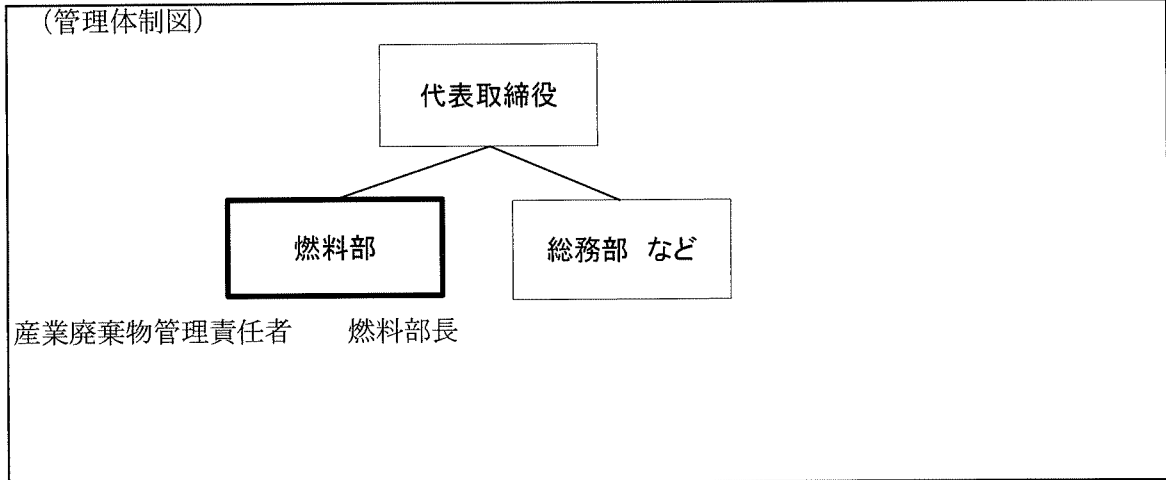 （管理体制図）
代表取締役
燃料部
総務部 など
産業廃棄物管理責任者　　燃料部長